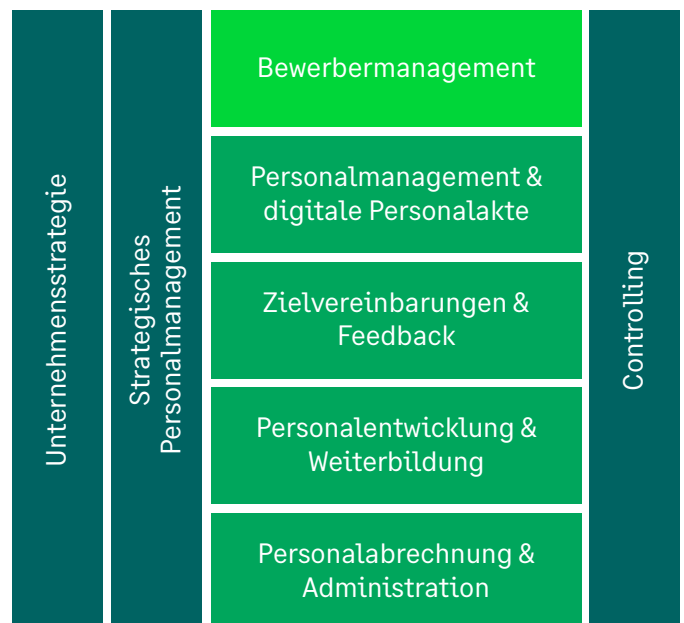 Unternehmensstrategie
Strategisches
Personalmanagement
Bewerbermanagement
Personalmanagement &
digitale Personalakte
Zielvereinbarungen &
Feedback
Personalentwicklung &
Weiterbildung
Personalabrechnung &
Administration
Controlling